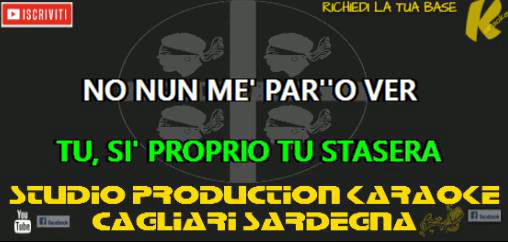 ISCRIVITI
RICHIEDI LA TUA BASE
Karaoke
NO NUN ME' PAR''O VER
TU, SI' PROPRIO TU STASERA
STUDIO PRODUCTION KARAOKE
CAGLIARI SARDEGNA
You Tube
facebook
facebook